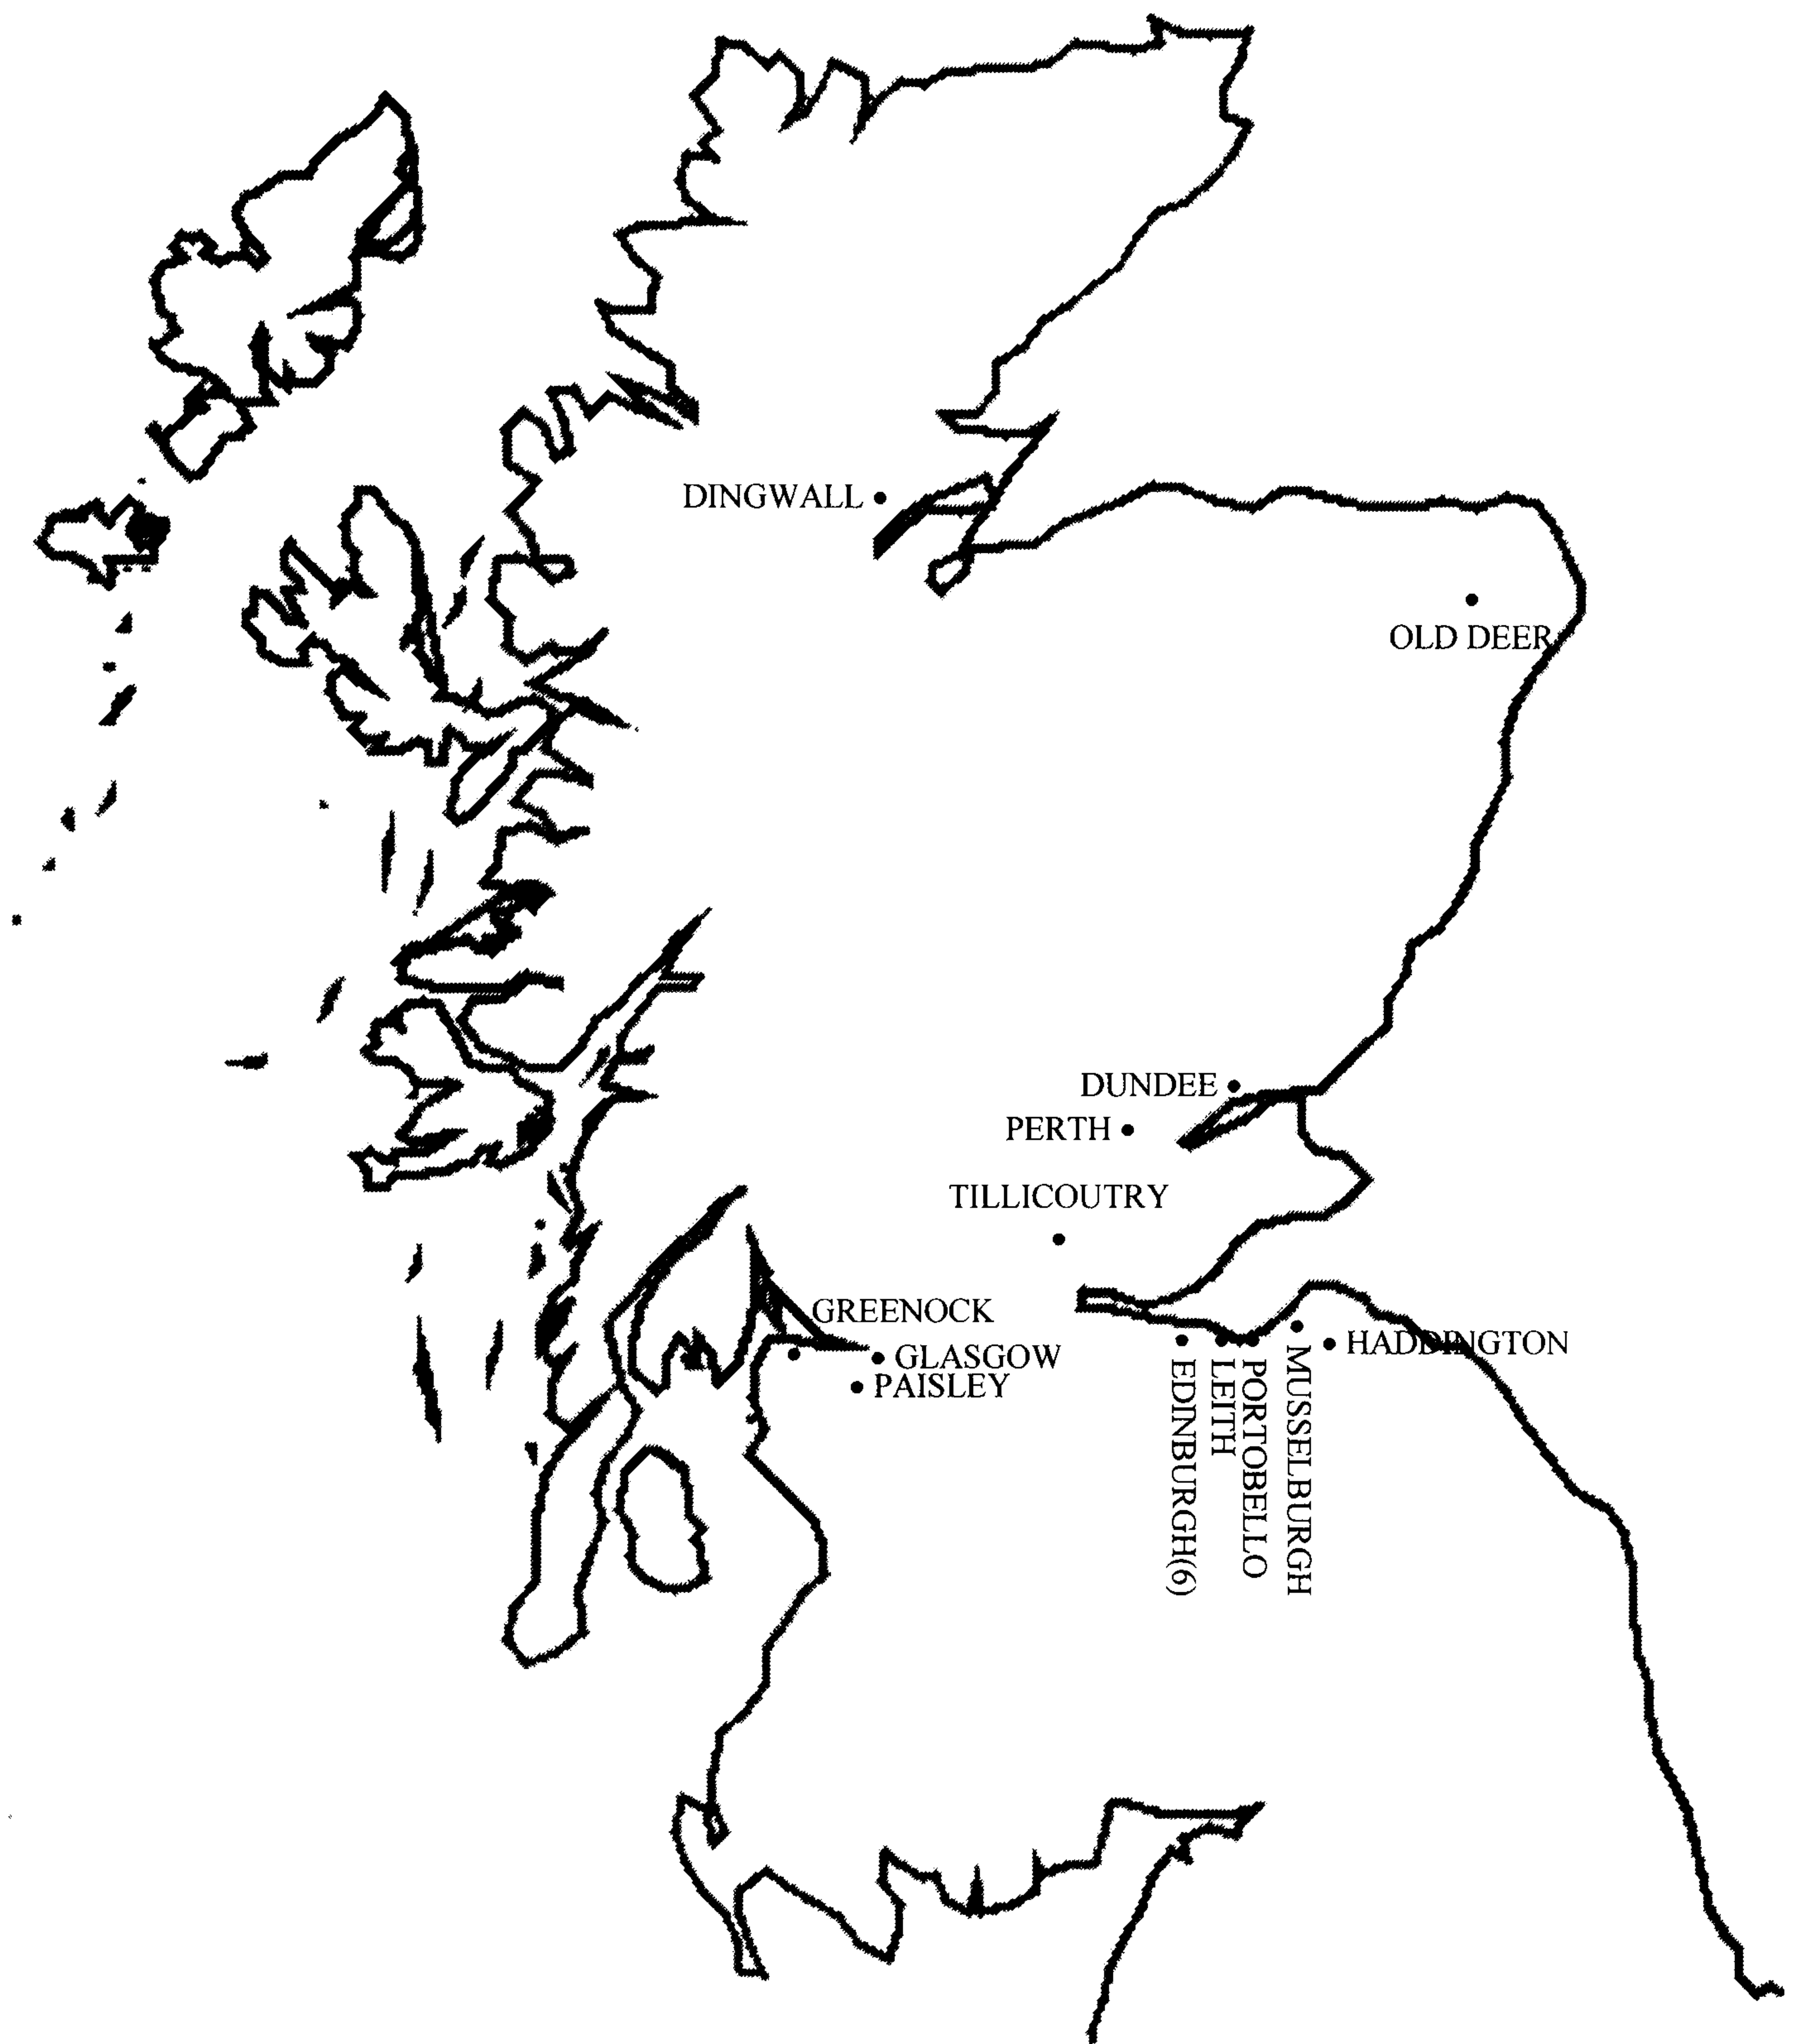 DINGWALL
OLD DEER
DUNDEE
PERTH
TILLICOUTRY
GREENOCK
GLASGOW
PAISLEY
HADDINGTON
EDINBURGH(6)
LEITH
PORTOBELLO
MUSSELBURGH